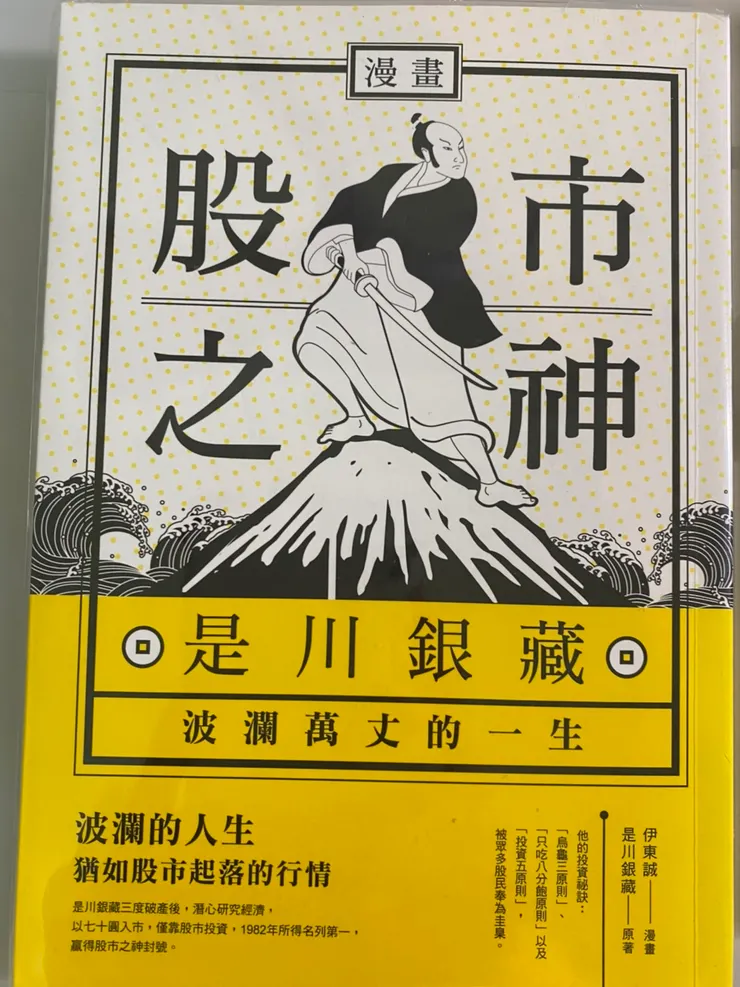 漫畫
股市
之神
是川銀藏
波瀾萬丈的一生
波瀾的人生
猶如股市起落的行情
是川銀藏三度破產後，潛心研究經濟，
以七十圓入市，僅靠股市投資，1982年所得名列第一，
贏得股市之神封號。
伊東誠──漫畫
是川銀藏──原著
他的投資祕訣：
「烏龜三原則」、
「只吃八分飽原則」以及
「投資五原則」，
被眾多股民奉為圭臬。